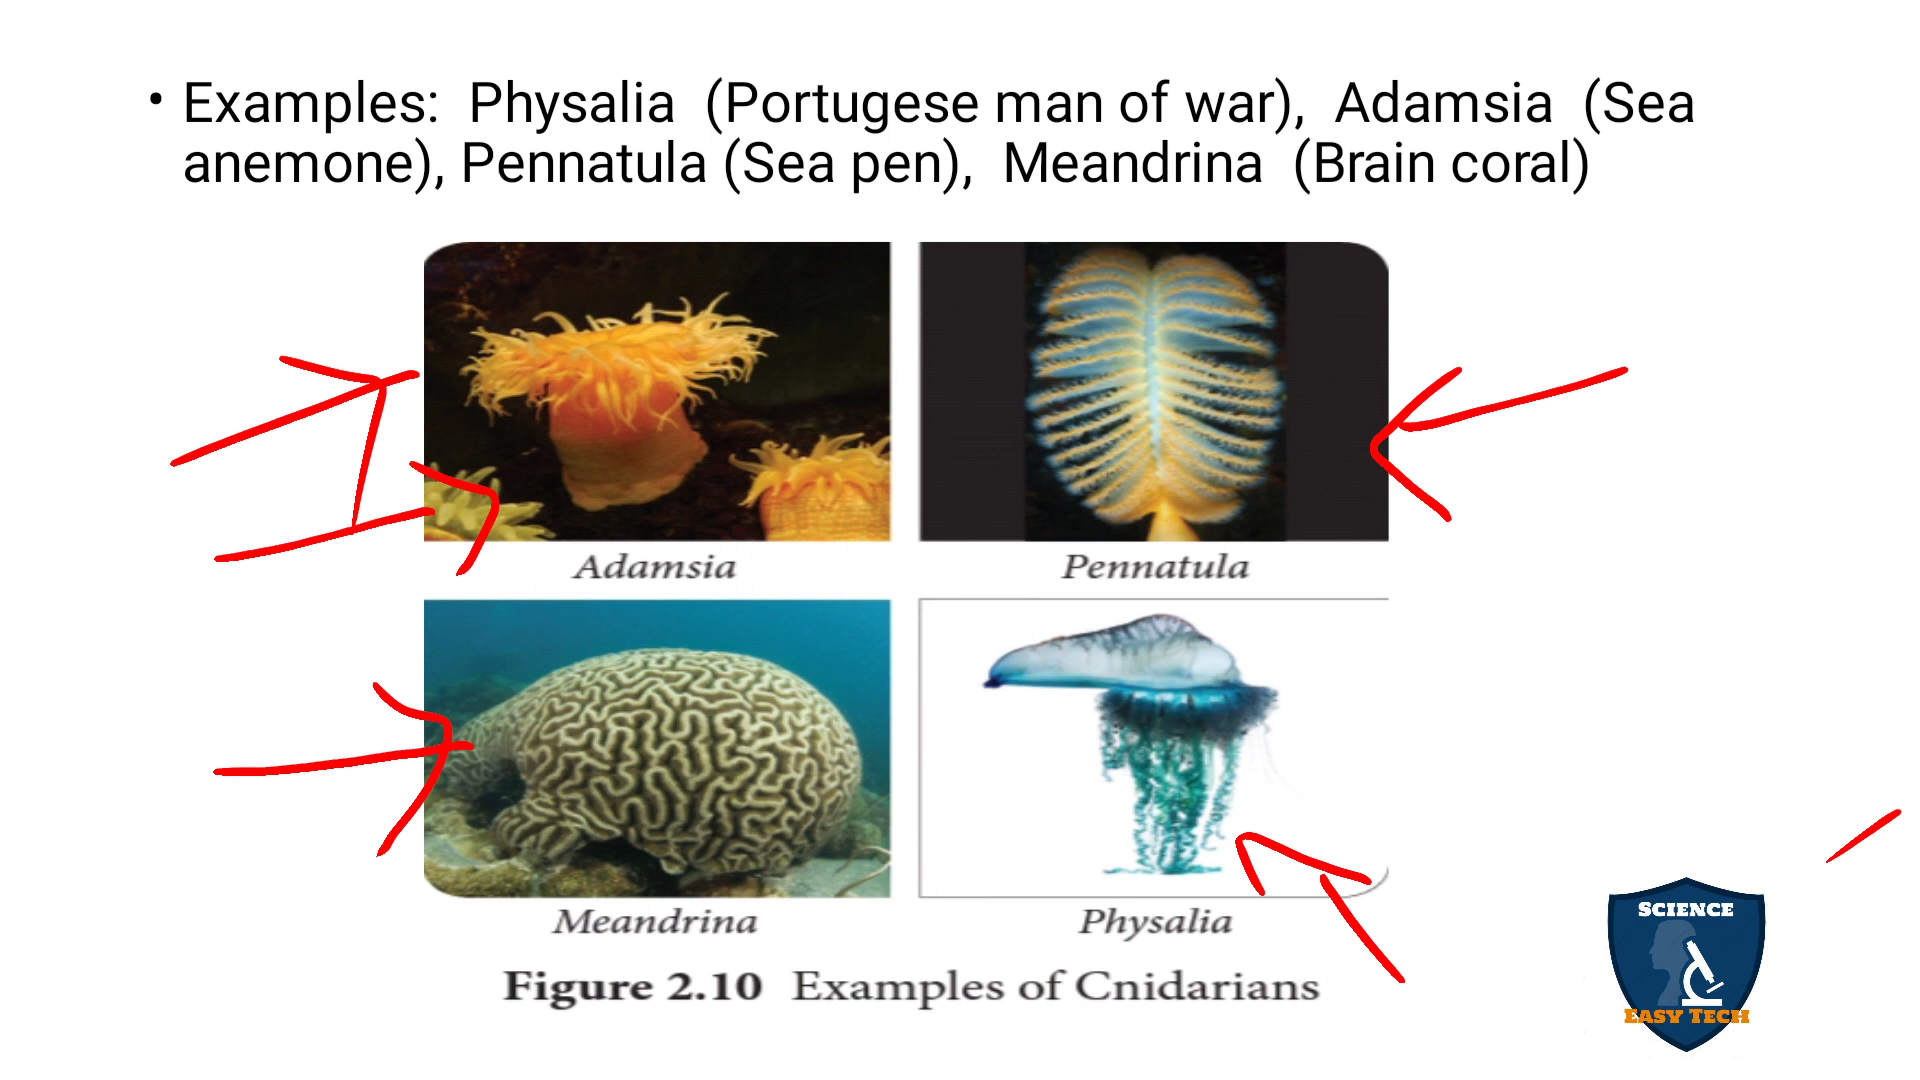 • Examples: Physalia (Portugese man of war), Adamsia (Sea
anemone), Pennatula (Sea pen), Meandrina (Brain coral)
Adamsia
Pennatula
Meandrina
Physalia
Figure 2.10 Examples of Cnidarians
SCIENCE
EASY TECH